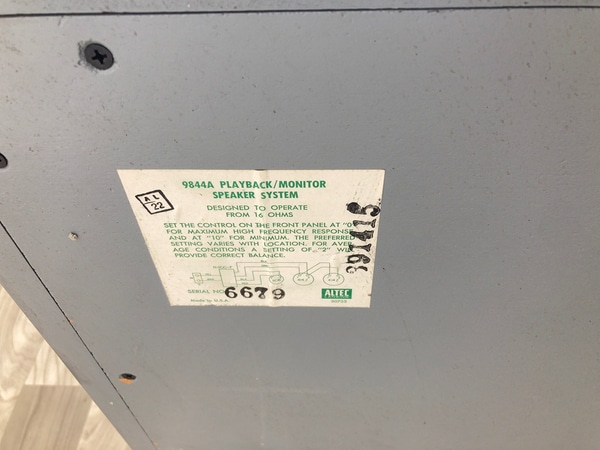 A L
22
9844A PLAYBACK/MONITOR
SPEAKER SYSTEM
DESIGNED TO OPERATE
FROM 16 OHMS
SET THE CONTROL ON THE FRONT PANEL AT "0"
FOR MAXIMUM HIGH FREQUENCY RESPONSE
AND AT "10" FOR MINIMUM. THE PREFERRED
SETTING VARIES WITH LOCATION. FOR AVER
AGE CONDITIONS A SETTING OF "2" WILL
PROVIDE CORRECT BALANCE.
SERIAL NO. 6679
Made in U.S.A.
ALTEC
391415